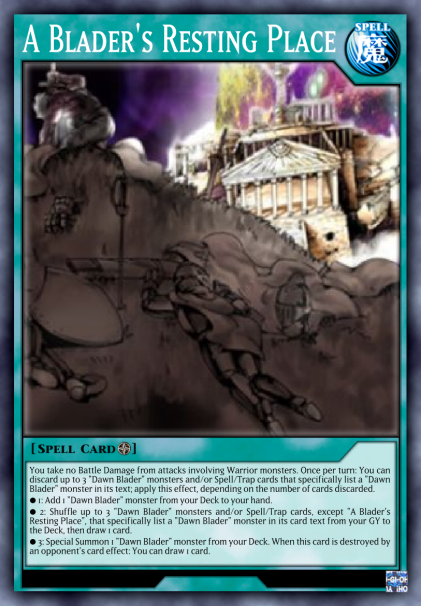 A Blader's Resting Place
SPELL
魔
[Spell Card]
You take no Battle Damage from attacks involving Warrior monsters. Once per turn: You can
discard up to 3 "Dawn Blader" monsters and/or Spell/Trap cards that specifically list a "Dawn
Blader" monster in its text; apply this effect, depending on the number of cards discarded.
● 1: Add 1 "Dawn Blader" monster from your Deck to your hand.
● 2: Shuffle up to 3 "Dawn Blader" monsters and/or Spell/Trap cards, except "A Blader's
Resting Place", that specifically list a "Dawn Blader" monster in its card text from your GY to
the Deck, then draw 1 card.
● 3: Special Summon 1 "Dawn Blader" monster from your Deck. When this card is destroyed by
an opponent's card effect: You can draw 1 card.